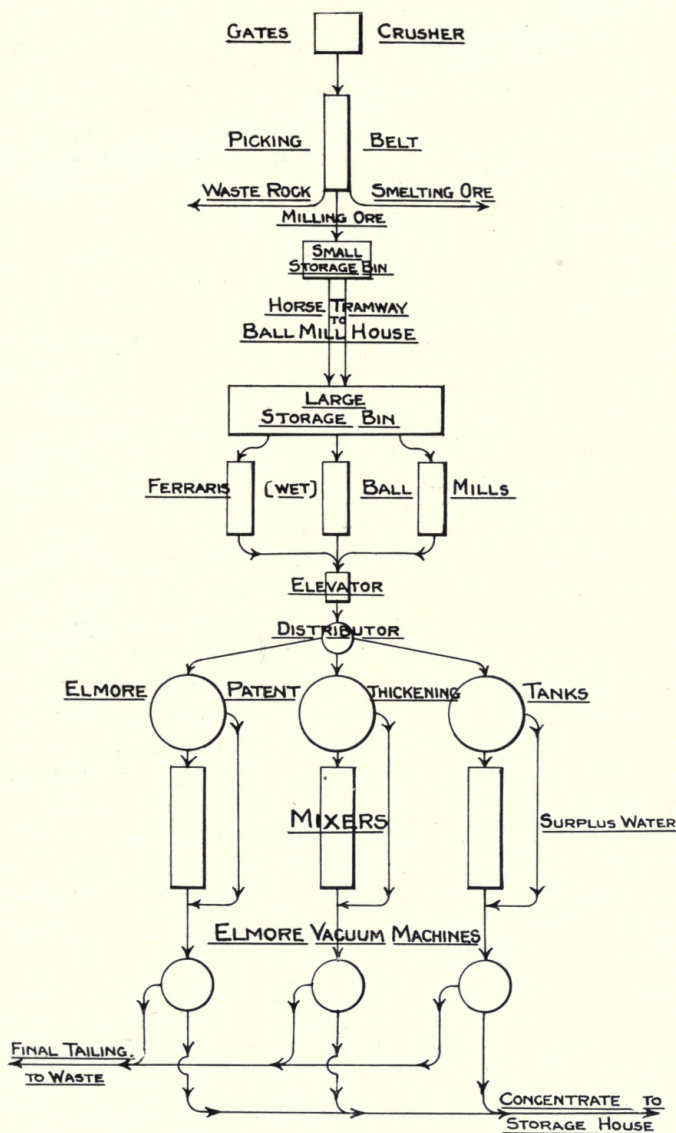 GATES CRUSHER
PICKING BELT
WASTE ROCK SMELTING ORE
MILLING ORE
SMALL
STORAGE BIN
HORSE TRAMWAY
TO
BALL MILL HOUSE
LARGE
STORAGE BIN
FERRARIS (WET) BALL MILLS
ELEVATOR
DISTRIBUTOR
ELMORE PATENT THICKENING TANKS
MIXERS
SURPLUS WATER
ELMORE VACUUM MACHINES
FINAL TAILING.
TO WASTE
CONCENTRATE TO
STORAGE HOUSE